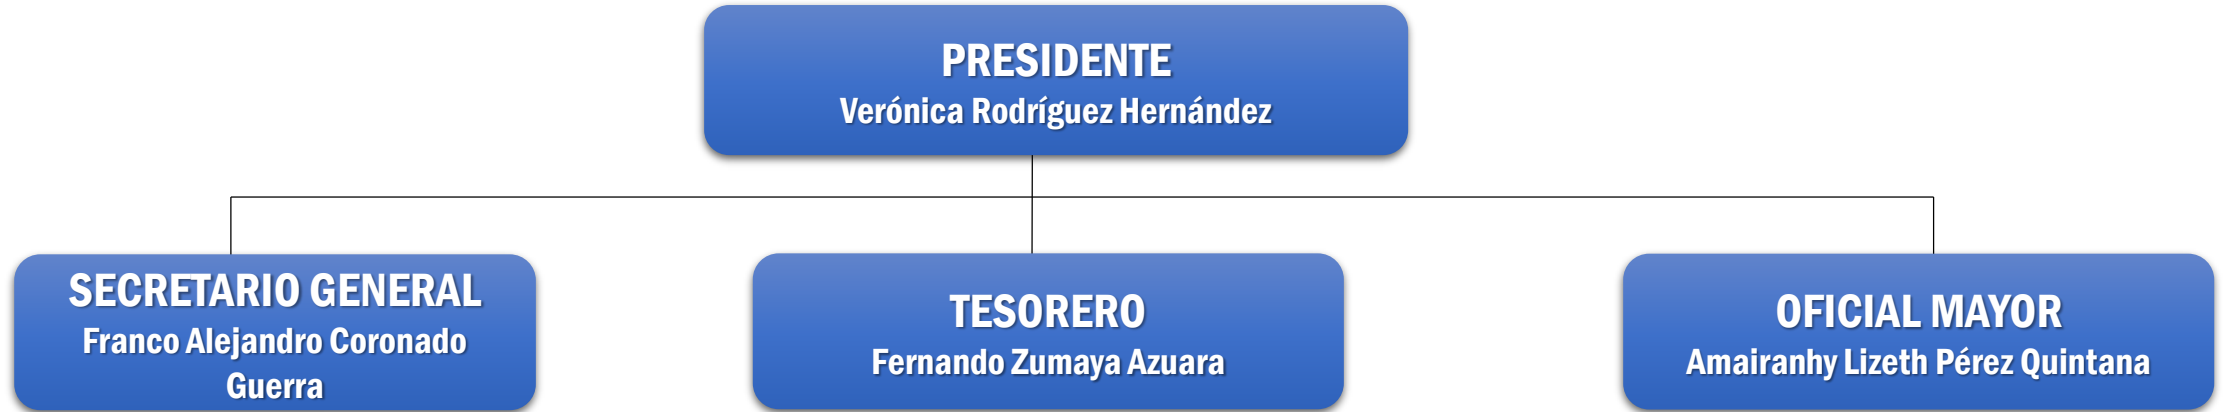 PRESIDENTE
Verónica Rodríguez Hernández
SECRETARIO GENERAL
Franco Alejandro Coronado
Guerra
TESORERO
Fernando Zumaya Azuara
OFICIAL MAYOR
Amairanhy Lizeth Pérez Quintana